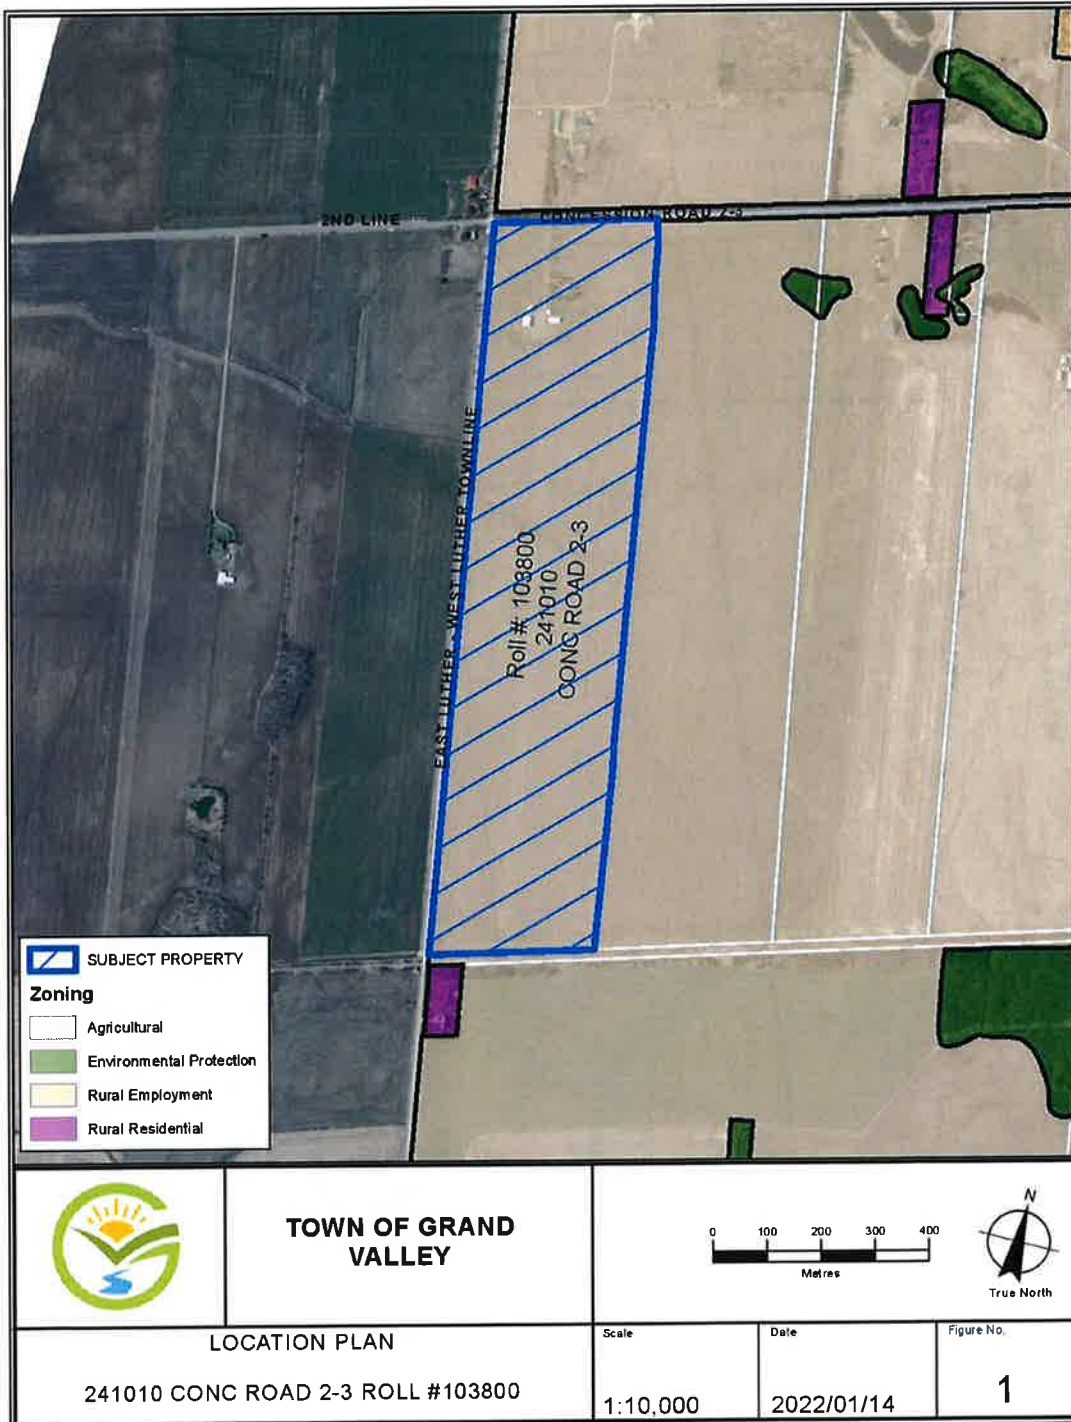 2ND LINE
CONCESSION ROAD 2-3
EAST LUTHER - WEST LUTHER TOWNLINE
Roll #: 103800
241010
CONC ROAD 2-3
SUBJECT PROPERTY
Zoning
Agricultural
Environmental Protection
Rural Employment
Rural Residential
TOWN OF GRAND
VALLEY
0 100 200 300 400
Metres
N
True North
LOCATION PLAN
241010 CONC ROAD 2-3 ROLL #103800
Scale
1:10,000
Date
2022/01/14
Figure No.
1